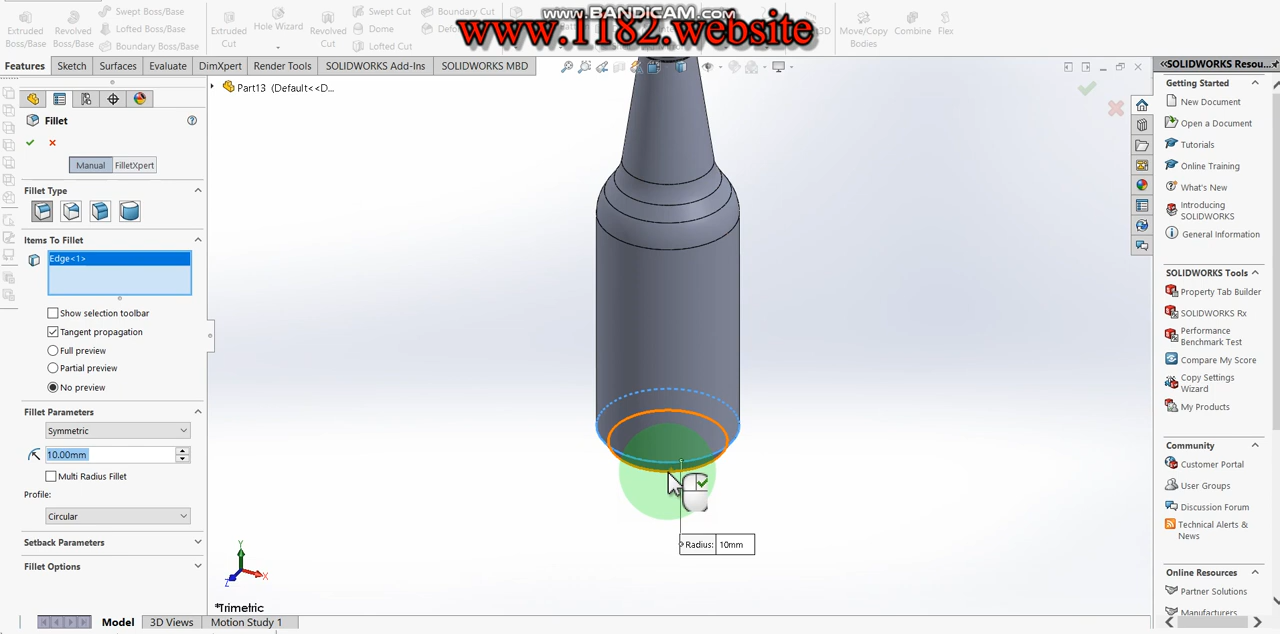 www.BANDICAM.com
www.1182.website
Extruded Boss/Base
Revolved Boss/Base
Swept Boss/Base
Lofted Boss/Base
Boundary Boss/Base
Extruded Cut
Hole Wizard
Revolved Cut
Swept Cut
Dome
Lofted Cut
Boundary Cut
Move/Copy Bodies
Combine
Flex
Features
Sketch
Surfaces
Evaluate
DimXpert
Render Tools
SOLIDWORKS Add-Ins
SOLIDWORKS MBD
Part13 (Default<<D...
Fillet
Manual
FilletXpert
Fillet Type
Items To Fillet
Edge<1>
Show selection toolbar
Tangent propagation
Full preview
Partial preview
No preview
Fillet Parameters
Symmetric
10.00mm
Multi Radius Fillet
Profile:
Circular
Setback Parameters
Fillet Options
Radius: 10mm
Y
X
Z
*Trimetric
Model
3D Views
Motion Study 1
SOLIDWORKS Resou...
Getting Started
New Document
Open a Document
Tutorials
Online Training
What's New
Introducing
SOLIDWORKS
General Information
SOLIDWORKS Tools
Property Tab Builder
SOLIDWORKS Rx
Performance
Benchmark Test
Compare My Score
Copy Settings
Wizard
My Products
Community
Customer Portal
User Groups
Discussion Forum
Technical Alerts &
News
Online Resources
Partner Solutions
Manufacturers